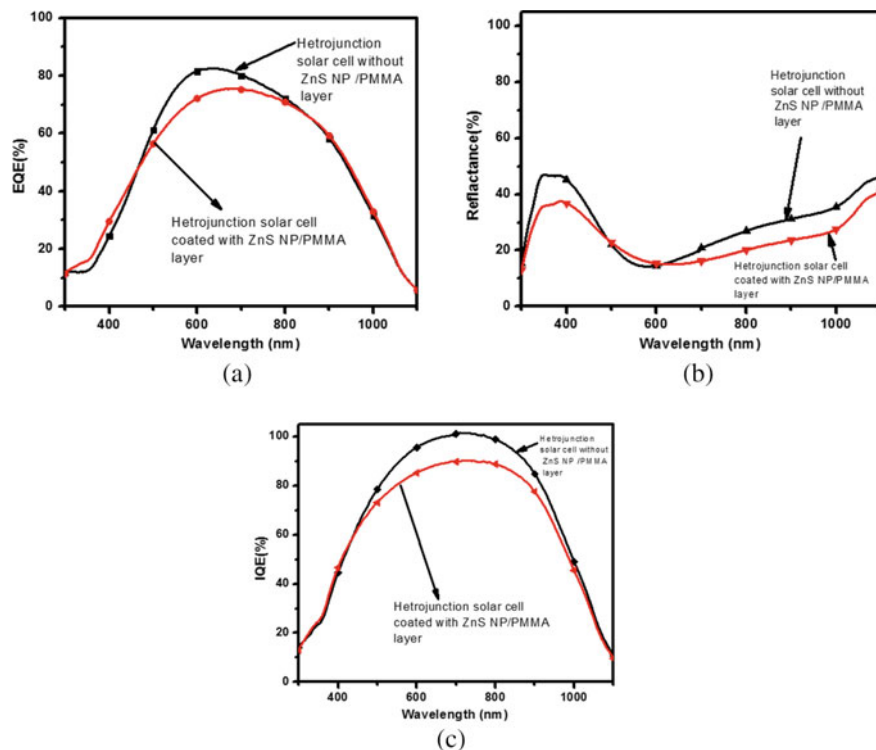 100
80
60
40
20
0
EQE(%)
400 600 800 1000
Wavelength (nm)
Hetrojunction
solar cell without
ZnS NP /PMMA
layer
Hetrojunction solar cell
coated with ZnS NP/PMMA
layer
(a)
100
80
60
40
20
0
Reflactance(%)
400 600 800 1000
Wavelength (nm)
Hetrojunction
solar cell without
ZnS NP /PMMA
layer
Hetrojunction solar cell
coated with ZnS NP/PMMA
layer
(b)
100
80
60
40
20
0
IQE(%)
400 600 800 1000
Wavelength (nm)
Hetrojunction
solar cell without
ZnS NP /PMMA
layer
Hetrojunction solar cell
coated with ZnS NP/PMMA
layer
(c)